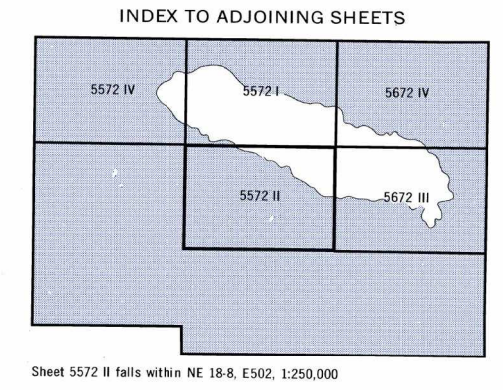 INDEX TO ADJOINING SHEETS
5572 IV
5572 I
5672 IV
5572 II
5672 III
Sheet 5572 II falls within NE 18-8, E502, 1:250,000